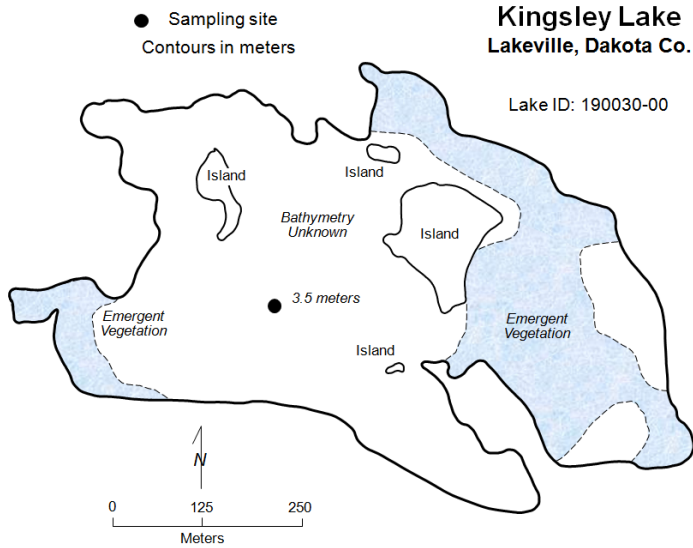 Kingsley Lake
Lakeville, Dakota Co.
Lake ID: 190030-00
Sampling site
Contours in meters
Island
Island
Bathymetry
Unknown
Island
3.5 meters
Emergent
Vegetation
Emergent
Vegetation
Island
N
0 125 250
Meters